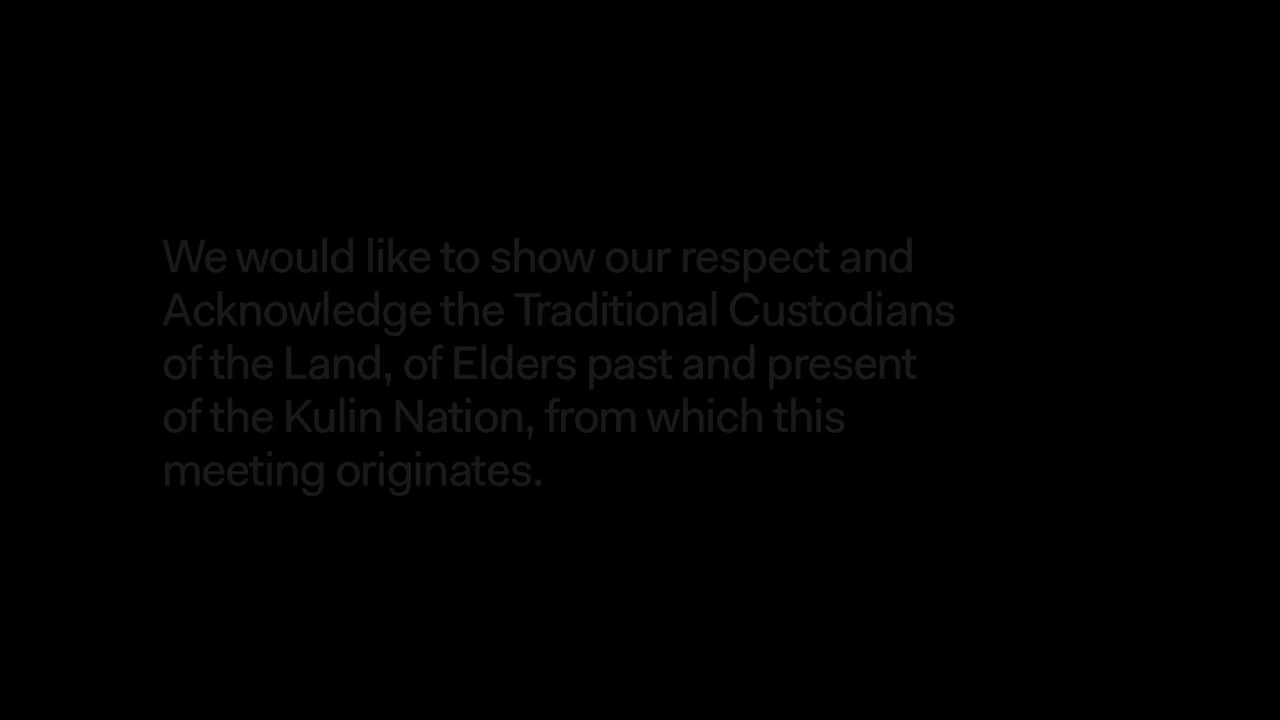 We would like to show our respect and
Acknowledge the Traditional Custodians
of the Land, of Elders past and present
of the Kulin Nation, from which this
meeting originates.